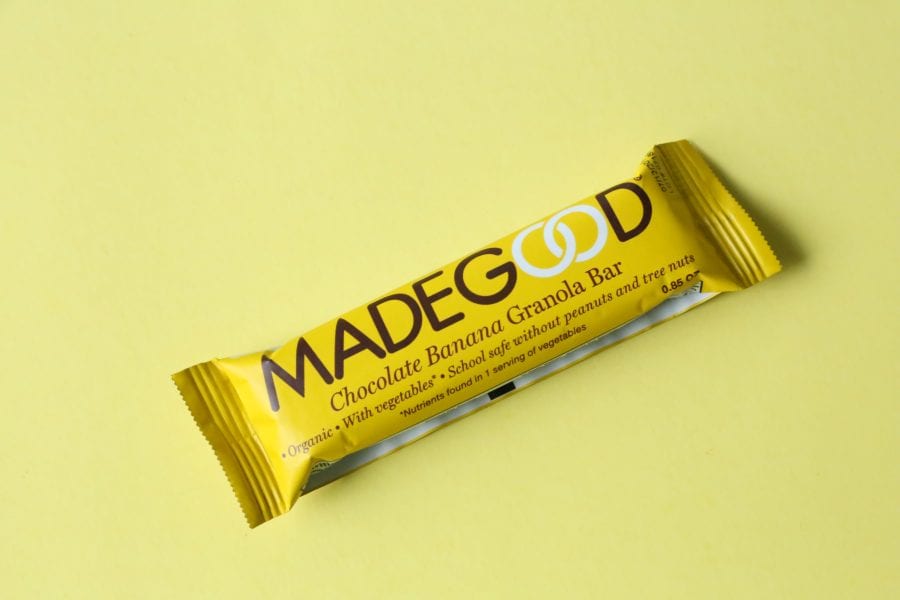 MADEGOOD
Chocolate Banana Granola Bar
• Organic • With vegetables* • School safe without peanuts and tree nuts
*Nutrients found in 1 serving of vegetables
0.85 OZ